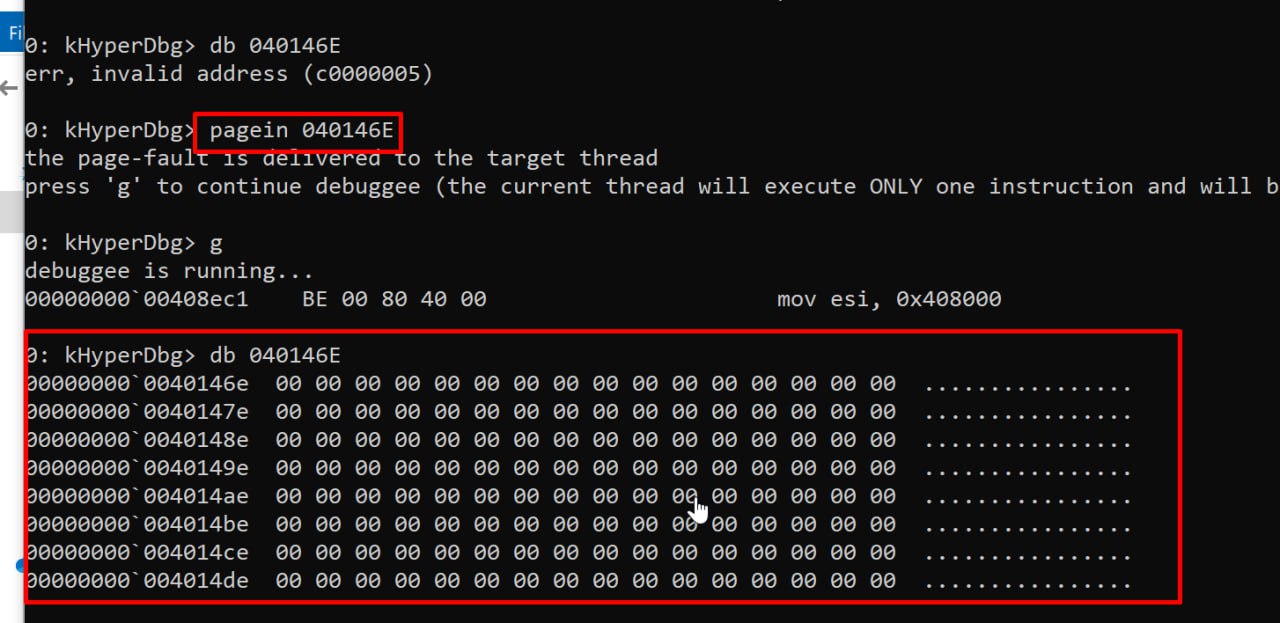 Fi
0: kHyperDbg> db 040146E
err, invalid address (c0000005)
0: kHyperDbg> pagein 040146E
the page-fault is delivered to the target thread
press 'g' to continue debuggee (the current thread will execute ONLY one instruction and will b
0: kHyperDbg> g
debuggee is running...
00000000`00408ec1 BE 00 80 40 00 mov esi, 0x408000
0: kHyperDbg> db 040146E
00000000`0040146e 00 00 00 00 00 00 00 00 00 00 00 00 00 00 00 00 ................
00000000`0040147e 00 00 00 00 00 00 00 00 00 00 00 00 00 00 00 00 ................
00000000`0040148e 00 00 00 00 00 00 00 00 00 00 00 00 00 00 00 00 ................
00000000`0040149e 00 00 00 00 00 00 00 00 00 00 00 00 00 00 00 00 ................
00000000`004014ae 00 00 00 00 00 00 00 00 00 00 00 00 00 00 00 00 ................
00000000`004014be 00 00 00 00 00 00 00 00 00 00 00 00 00 00 00 00 ................
00000000`004014ce 00 00 00 00 00 00 00 00 00 00 00 00 00 00 00 00 ................
00000000`004014de 00 00 00 00 00 00 00 00 00 00 00 00 00 00 00 00 ................